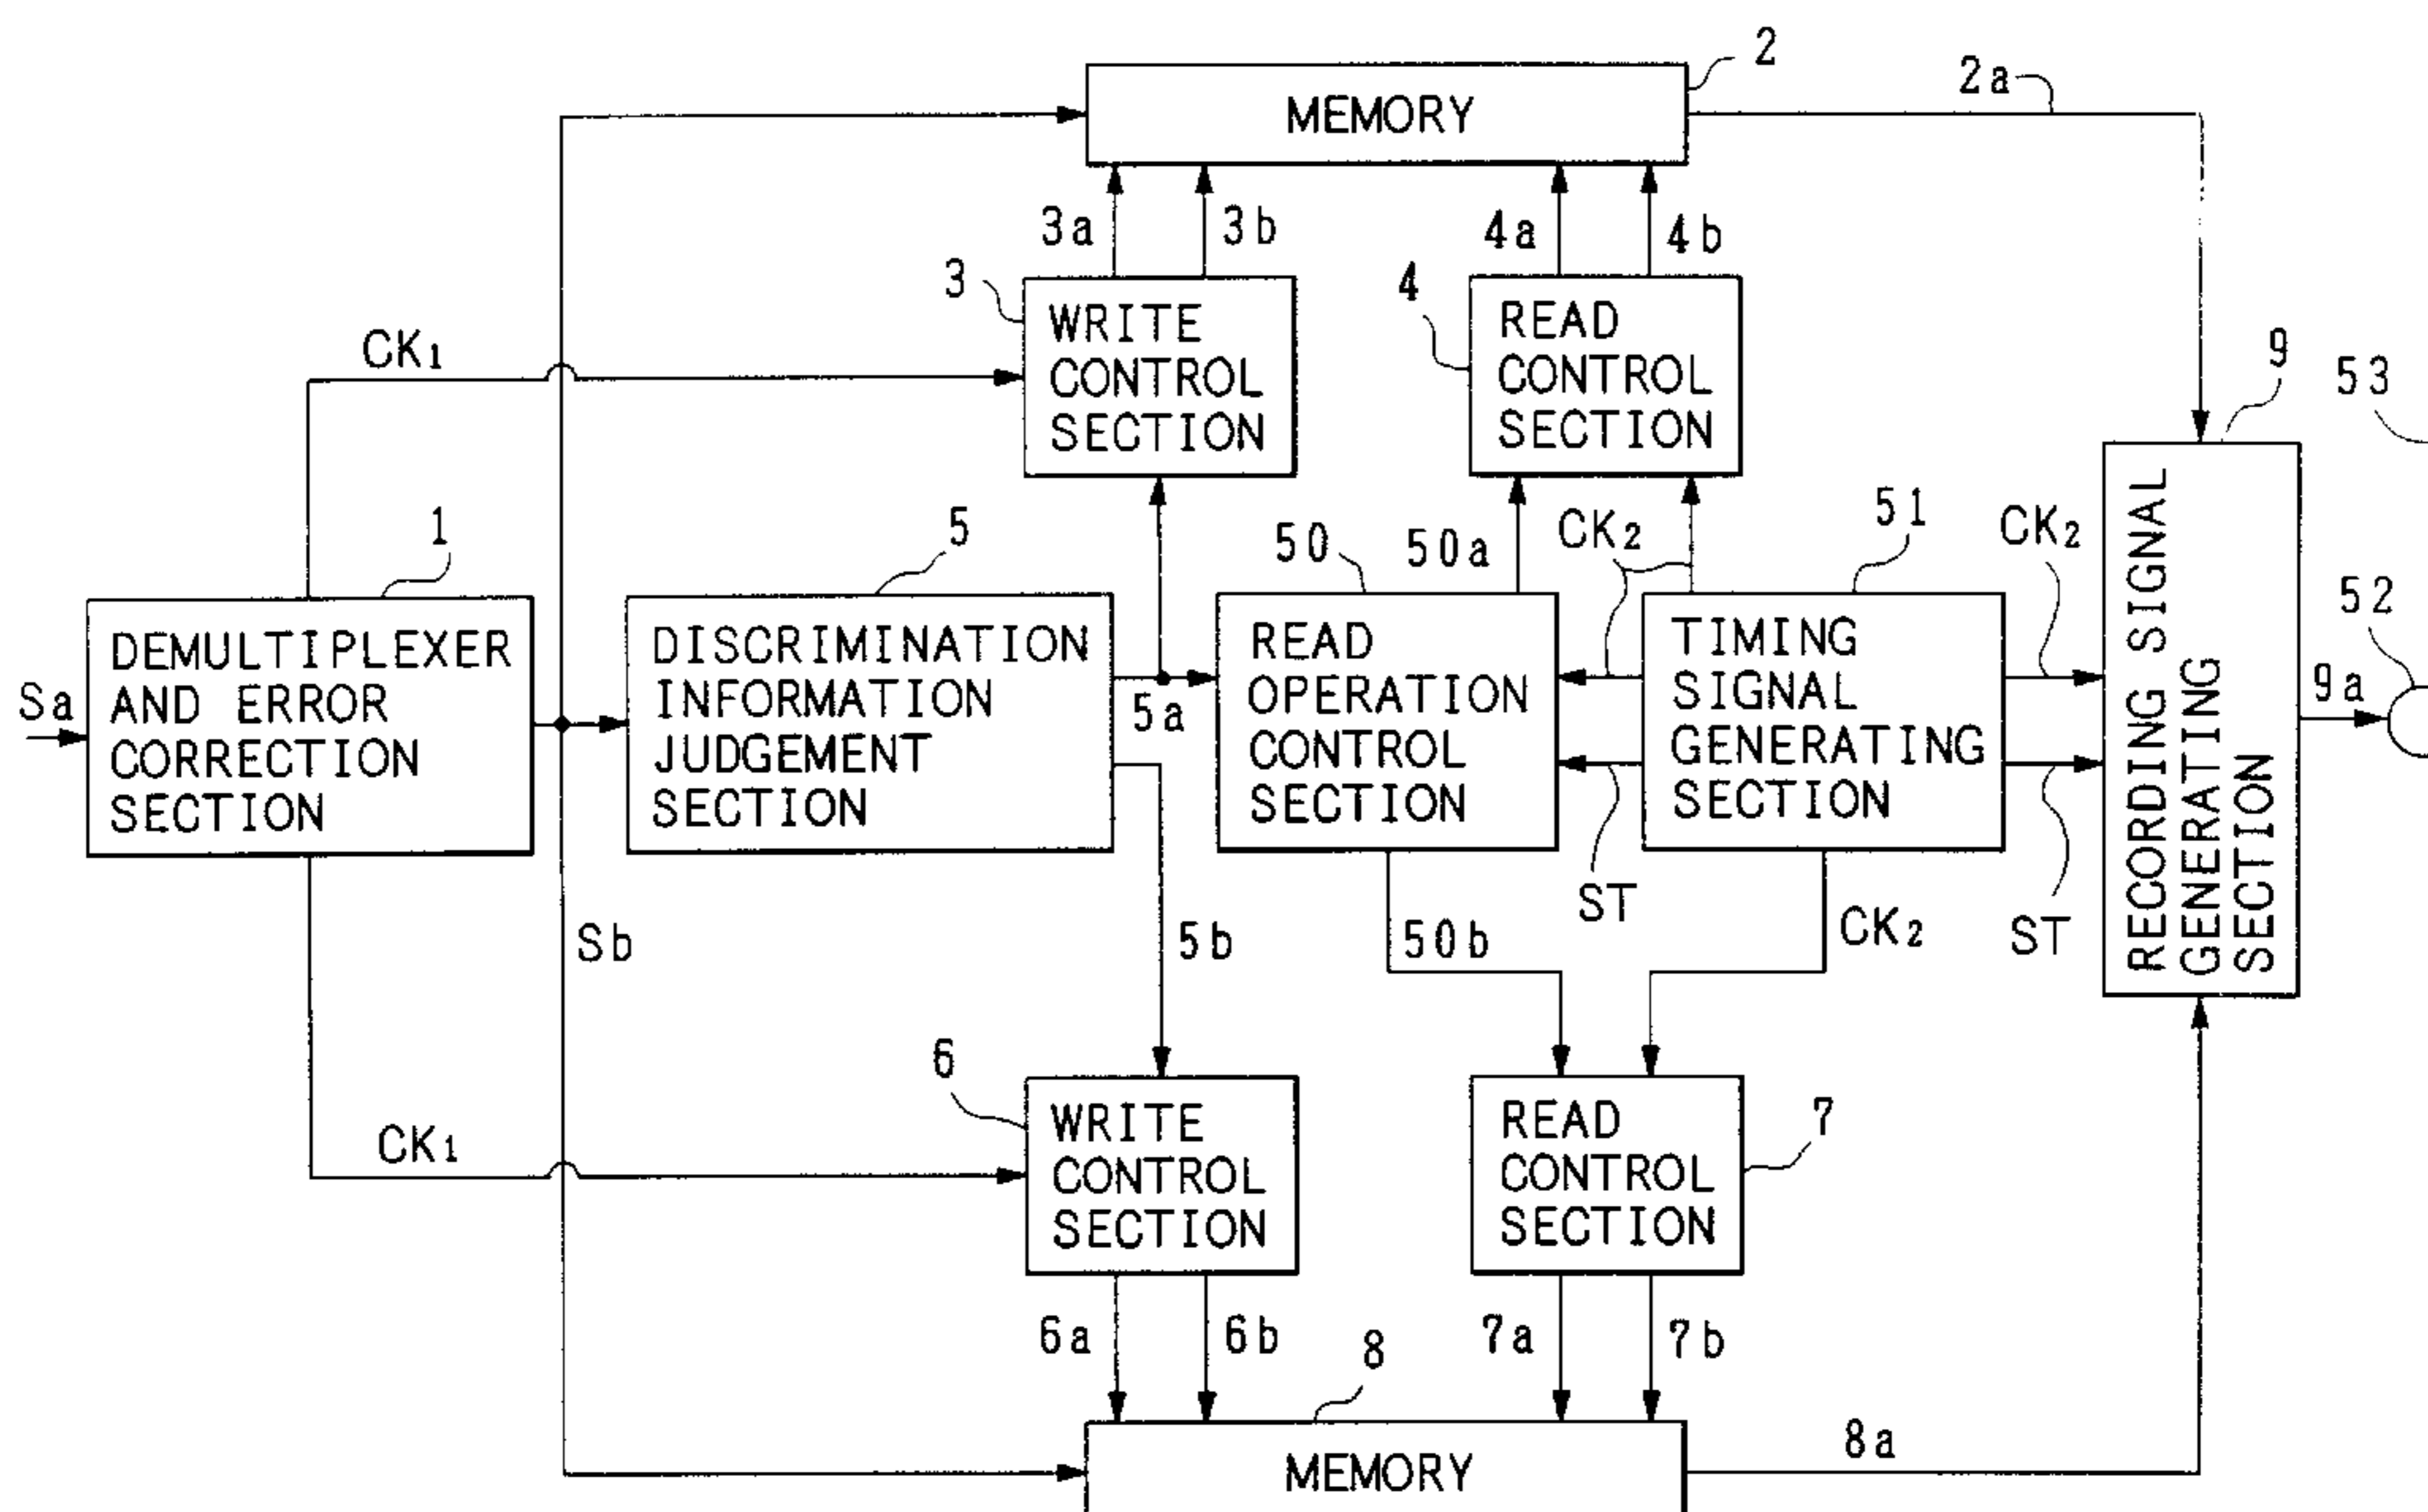 2
2a
MEMORY
3a
3b
4a
4b
3
4
WRITE
CONTROL
SECTION
READ
CONTROL
SECTION
CK1
9
53
1
5
50
50a
CK2
51
CK2
52
Sa
DEMULTIPLEXER
AND ERROR
CORRECTION
SECTION
DISCRIMINATION
INFORMATION
JUDGEMENT
SECTION
5a
READ
OPERATION
CONTROL
SECTION
TIMING
SIGNAL
GENERATING
SECTION
RECORDING SIGNAL
GENERATING
SECTION
9a
ST
ST
Sb
5b
50b
CK2
6
CK1
WRITE
CONTROL
SECTION
READ
CONTROL
SECTION
7
6a
6b
8
7a
7b
MEMORY
8a